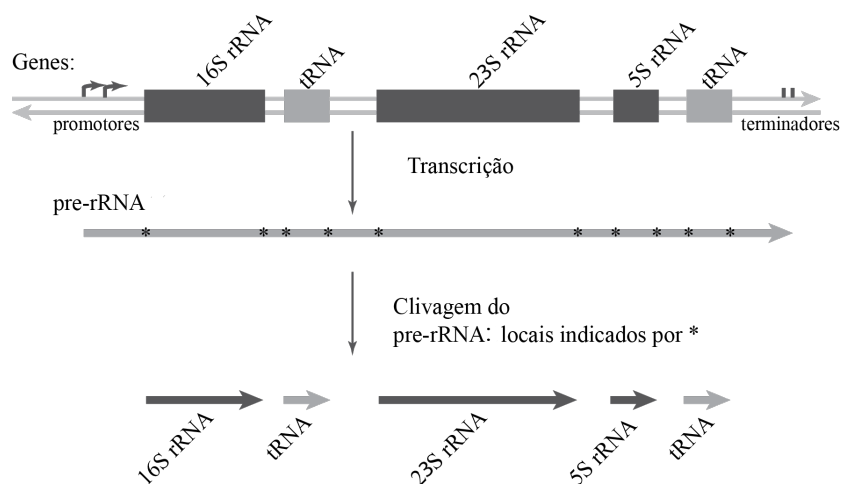 Genes:
16S rRNA
tRNA
23S rRNA
5S rRNA
tRNA
promotores
terminadores
Transcrição
pre-rRNA
* * * * * * * * * *
Clivagem do
pre-rRNA: locais indicados por *
16S rRNA
tRNA
23S rRNA
5S rRNA
tRNA